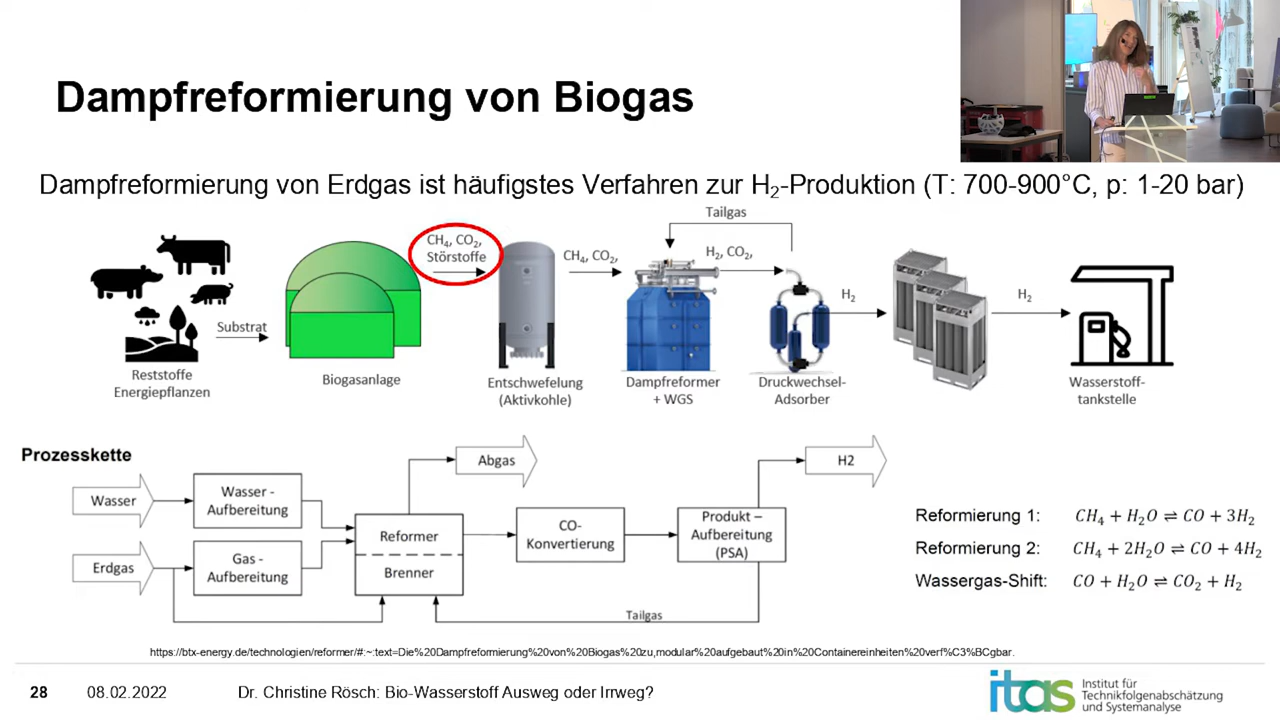 Dampfreformierung von Biogas
Dampfreformierung von Erdgas ist häufigstes Verfahren zur H₂-Produktion (T: 700-900°C, p: 1-20 bar)
Tailgas
CH₄, CO₂,
Störstoffe
CH₄, CO₂,
H₂, CO₂,
H₂
H₂
Substrat
Reststoffe
Energiepflanzen
Biogasanlage
Entschwefelung
(Aktivkohle)
Dampfreformer
+ WGS
Druckwechsel-
Adsorber
Wasserstoff-
tankstelle
Prozesskette
Wasser
Wasser -
Aufbereitung
Erdgas
Gas -
Aufbereitung
Abgas
Reformer
Brenner
CO-
Konvertierung
Produkt –
Aufbereitung
(PSA)
H2
Tailgas
Reformierung 1: CH₄ + H₂O ⇌ CO + 3H₂
Reformierung 2: CH₄ + 2H₂O ⇌ CO + 4H₂
Wassergas-Shift: CO + H₂O ⇌ CO₂ + H₂
https://btx-energy.de/technologien/reformer/#:~:text=Die%20Dampfreformierung%20von%20Biogas%20zu,modular%20aufgebaut%20in%20Containereinheiten%20verf%C3%BCgbar.
28 08.02.2022 Dr. Christine Rösch: Bio-Wasserstoff Ausweg oder Irrweg?
itas Institut für
Technikfolgenabschätzung
und Systemanalyse